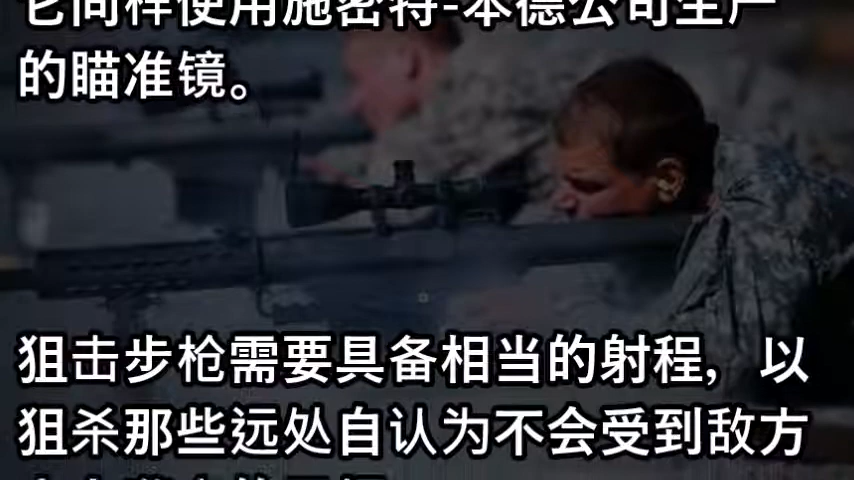 它同样使用施密特-本德公司生产
的瞄准镜。
狙击步枪需要具备相当的射程，以
狙杀那些远处自认为不会受到敌方